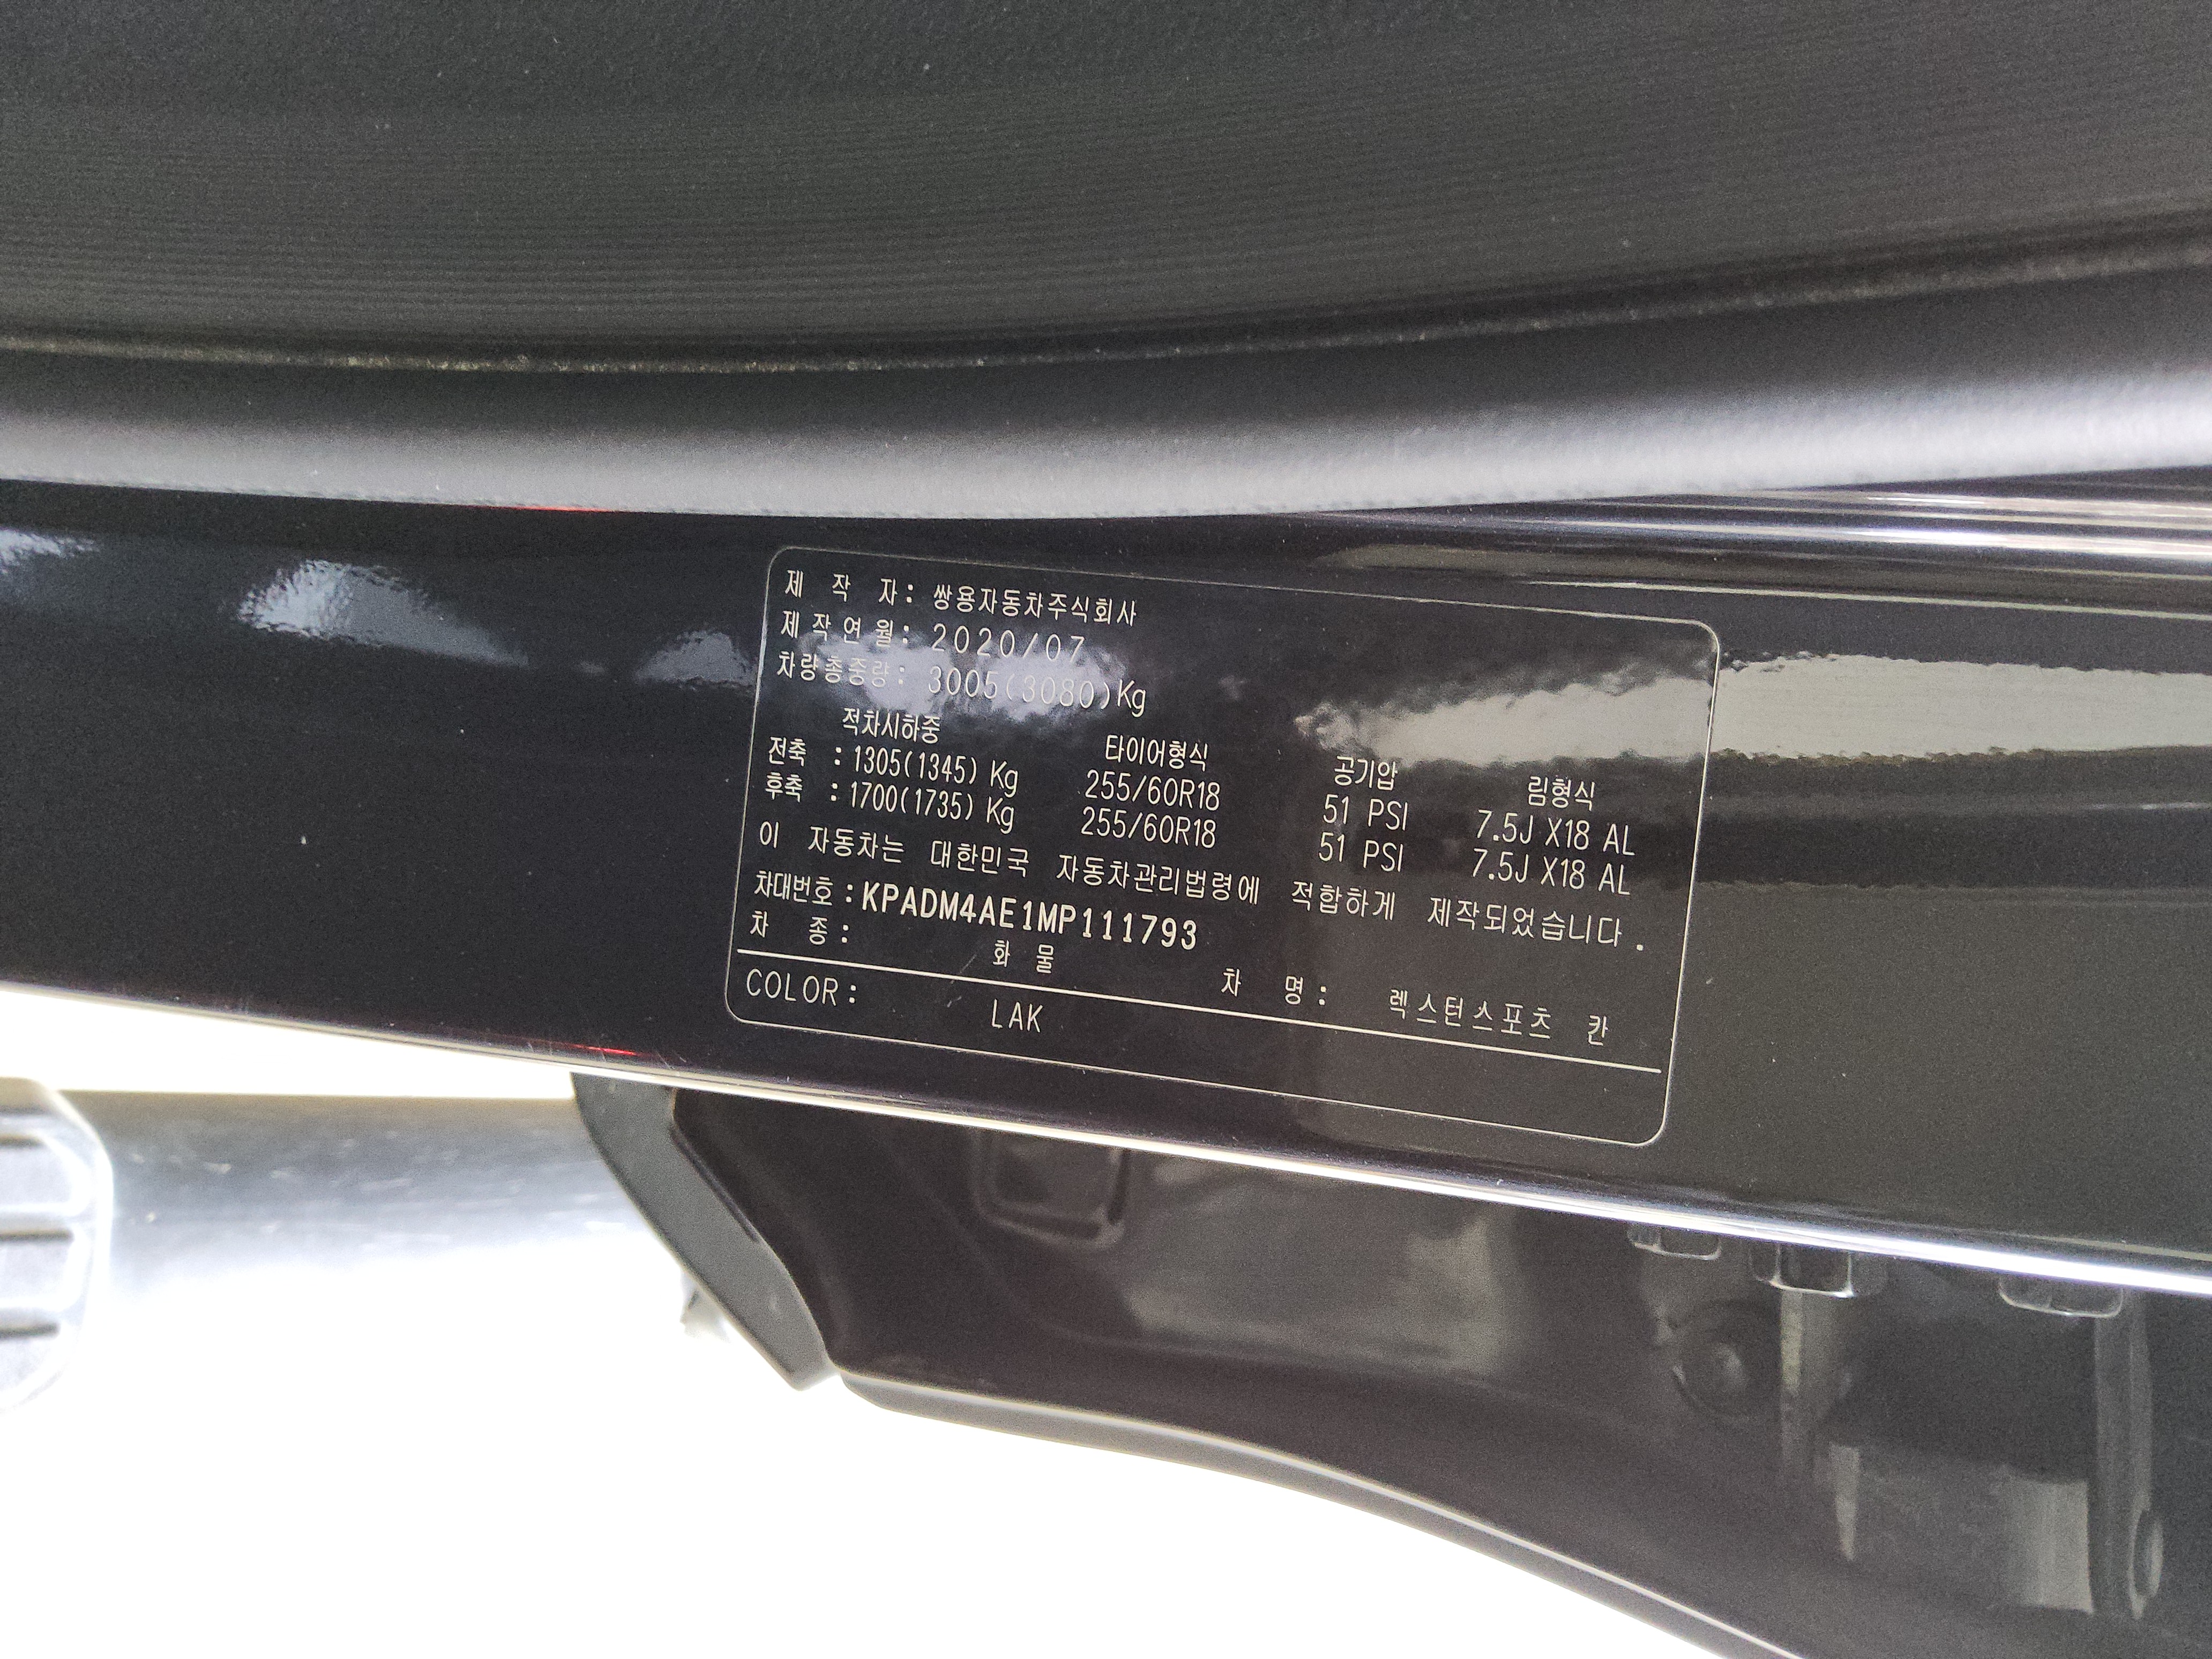 제 작 자: 쌍용자동차주식회사
제작연월: 2020/07
차량총중량: 3005(3080)Kg
적차시하중 타이어형식 공기압 림형식
전축 : 1305(1345) Kg 255/60R18 51 PSI 7.5J X18 AL
후축 : 1700(1735) Kg 255/60R18 51 PSI 7.5J X18 AL
이 자동차는 대한민국 자동차관리법령에 적합하게 제작되었습니다.
차대번호:KPADM4AE1MP111793
차 종: 화 물 차 명: 렉스턴스포츠 칸
COLOR: LAK